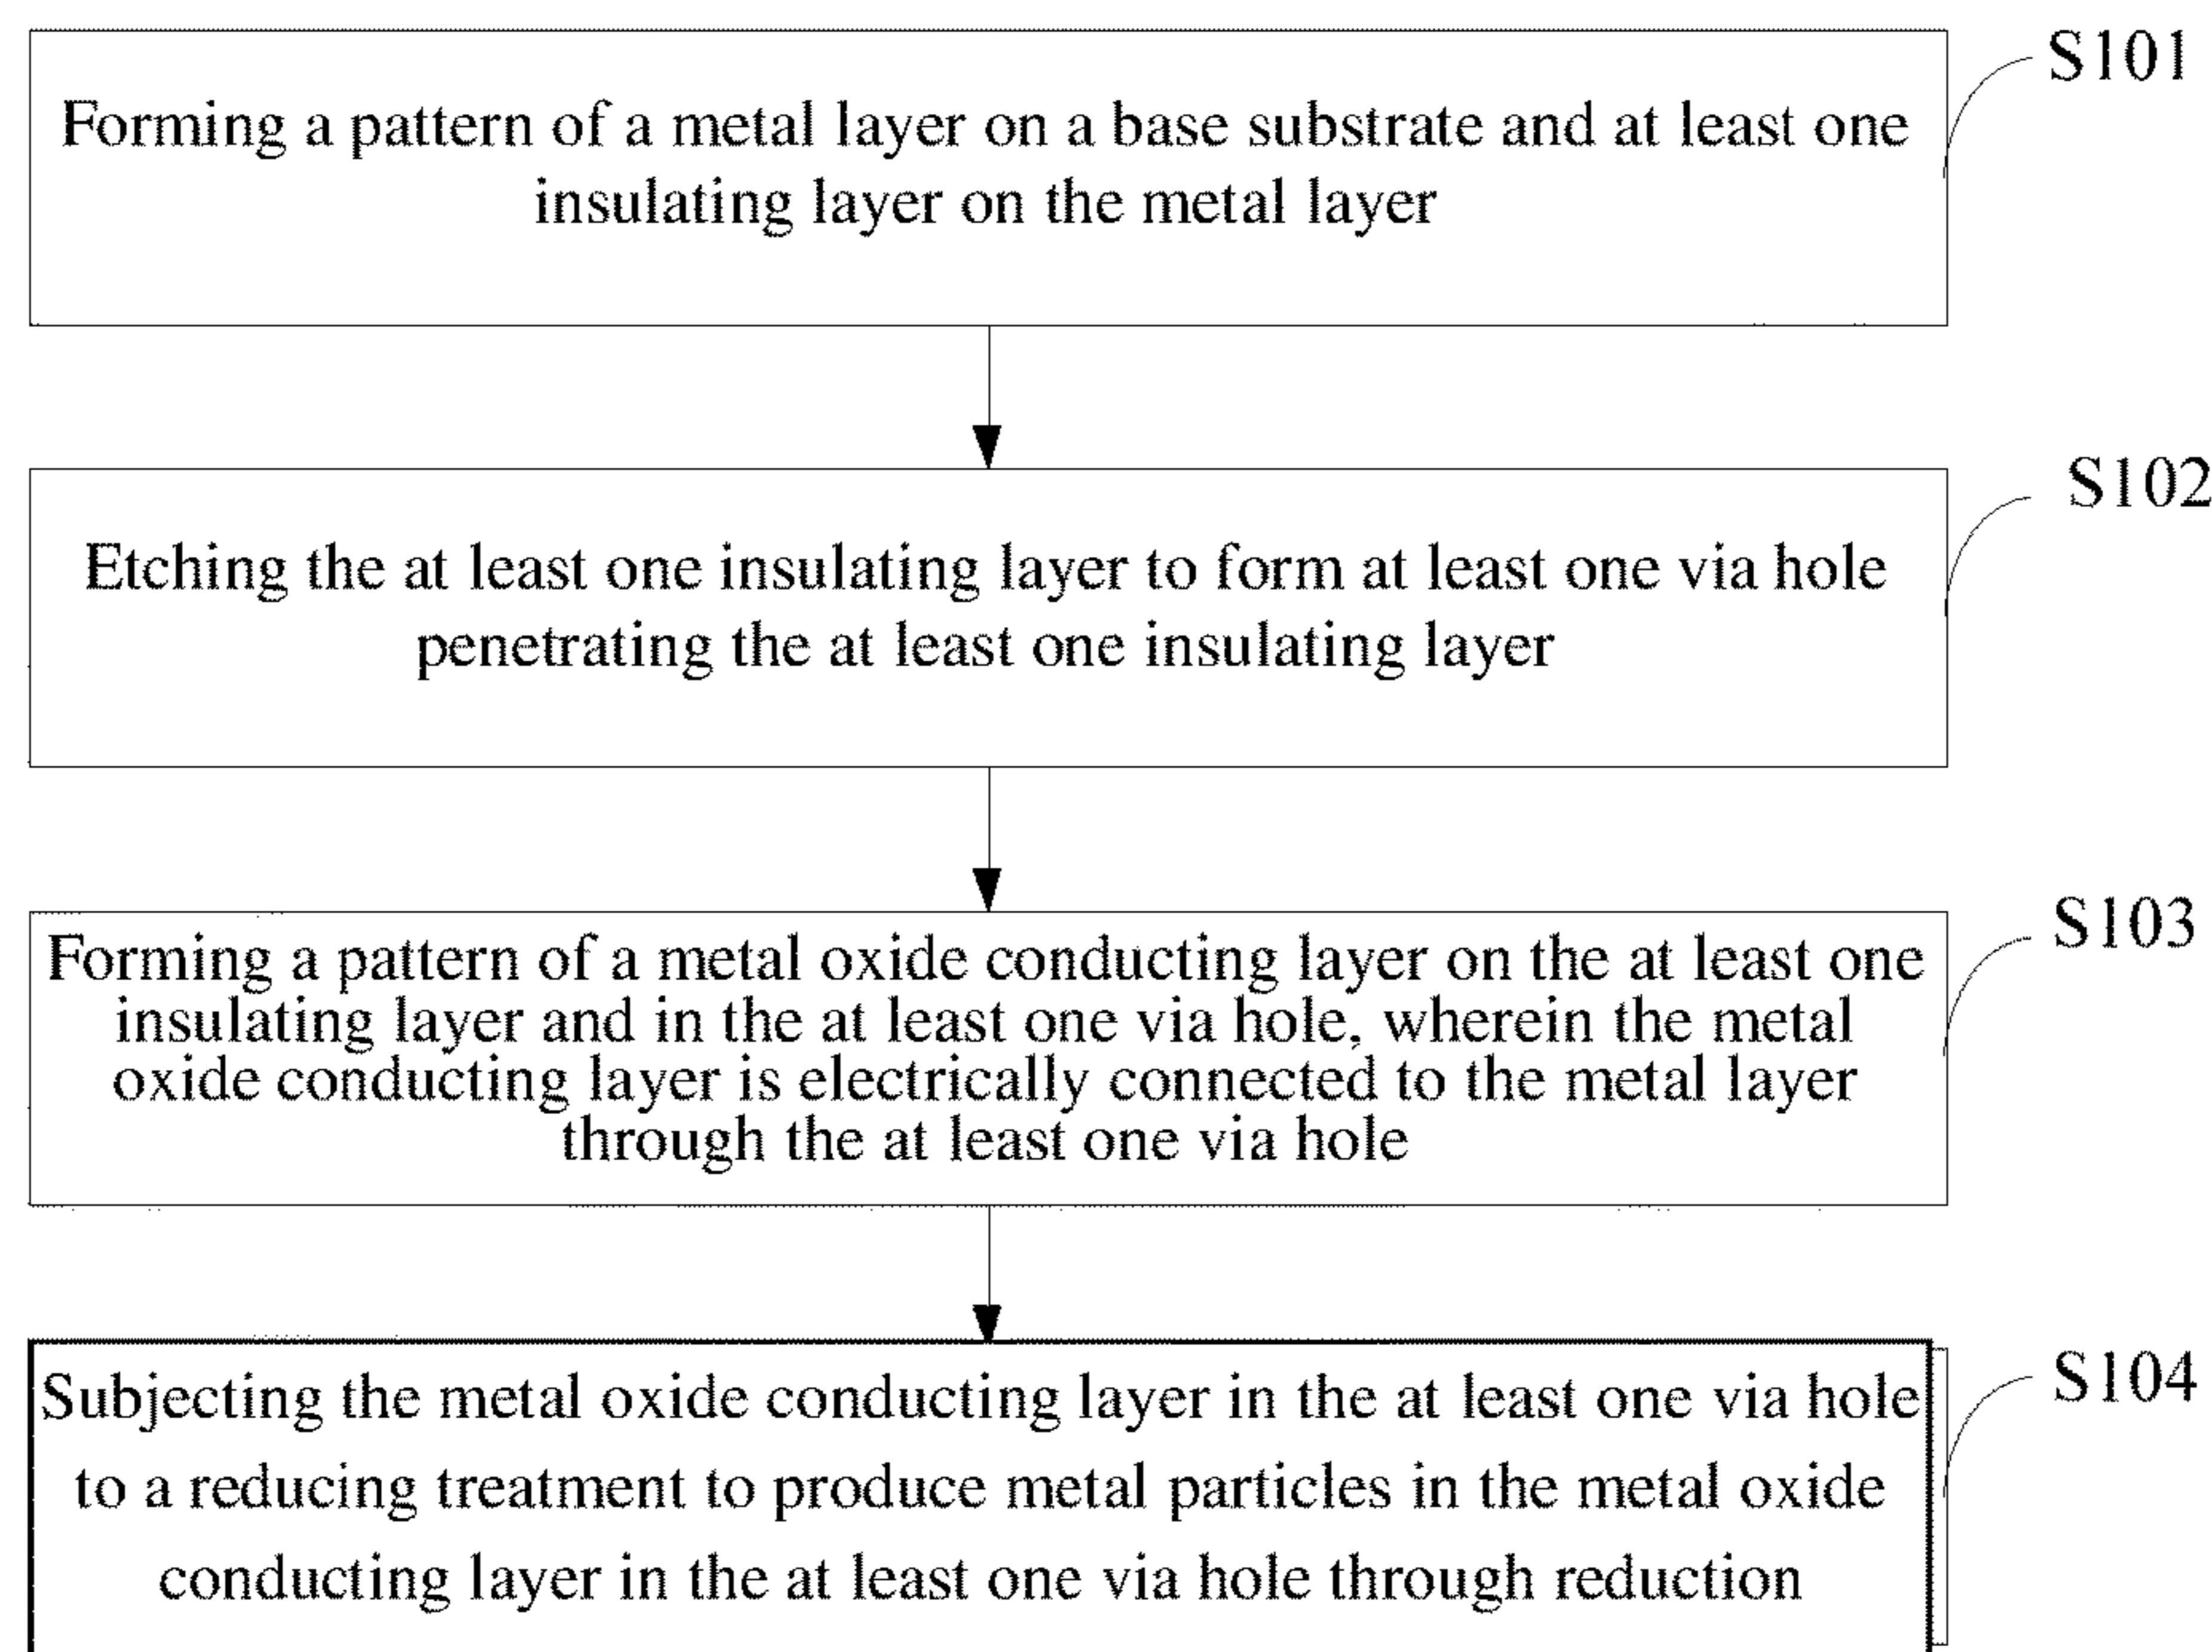 S101
Forming a pattern of a metal layer on a base substrate and at least one
insulating layer on the metal layer
S102
Etching the at least one insulating layer to form at least one via hole
penetrating the at least one insulating layer
S103
Forming a pattern of a metal oxide conducting layer on the at least one
insulating layer and in the at least one via hole, wherein the metal
oxide conducting layer is electrically connected to the metal layer
through the at least one via hole
S104
Subjecting the metal oxide conducting layer in the at least one via hole
to a reducing treatment to produce metal particles in the metal oxide
conducting layer in the at least one via hole through reduction